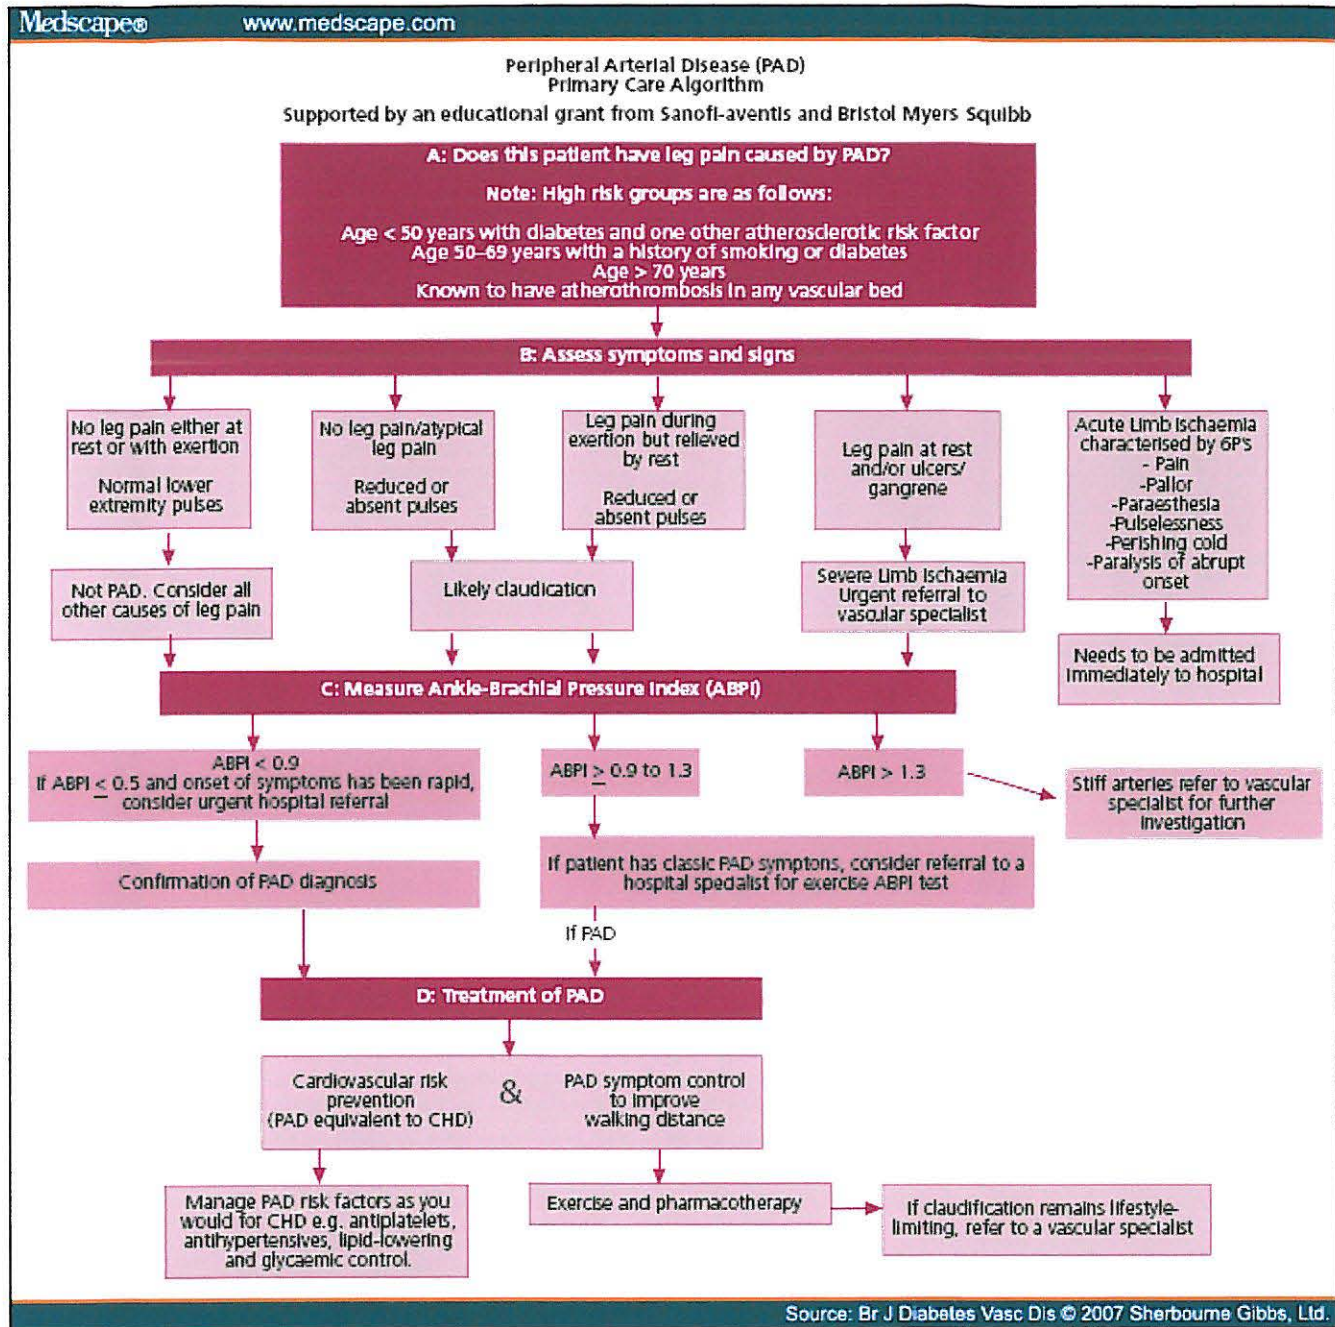 Medscape® www.medscape.com
Peripheral Arterial Disease (PAD)
Primary Care Algorithm
Supported by an educational grant from Sanofi-aventis and Bristol Myers Squibb
A: Does this patient have leg pain caused by PAD?
Note: High risk groups are as follows:
Age < 50 years with diabetes and one other atherosclerotic risk factor
Age 50–69 years with a history of smoking or diabetes
Age > 70 years
Known to have atherothrombosis in any vascular bed
B: Assess symptoms and signs
No leg pain either at
rest or with exertion
Normal lower
extremity pulses
No leg pain/atypical
leg pain
Reduced or
absent pulses
Leg pain during
exertion but relieved
by rest
Reduced or
absent pulses
Leg pain at rest
and/or ulcers/
gangrene
Acute Limb Ischaemia
characterised by 6P's
- Pain
-Pallor
-Paraesthesia
-Pulselessness
-Perishing cold
-Paralysis of abrupt
onset
Not PAD. Consider all
other causes of leg pain
Likely claudication
Severe Limb Ischaemia
Urgent referral to
vascular specialist
Needs to be admitted
immediately to hospital
C: Measure Ankle-Brachial Pressure Index (ABPI)
ABPI < 0.9
If ABPI ≤ 0.5 and onset of symptoms has been rapid,
consider urgent hospital referral
ABPI ≥ 0.9 to 1.3
ABPI > 1.3
Stiff arteries refer to vascular
specialist for further
investigation
Confirmation of PAD diagnosis
If patient has classic PAD symptons, consider referral to a
hospital specialist for exercise ABPI test
If PAD
D: Treatment of PAD
Cardiovascular risk
prevention
(PAD equivalent to CHD)
&
PAD symptom control
to improve
walking distance
Manage PAD risk factors as you
would for CHD e.g. antiplatelets,
antihypertensives, lipid-lowering
and glycaemic control.
Exercise and pharmacotherapy
If claudification remains lifestyle-
limiting, refer to a vascular specialist
Source: Br J Diabetes Vasc Dis © 2007 Sherbourne Gibbs, Ltd.